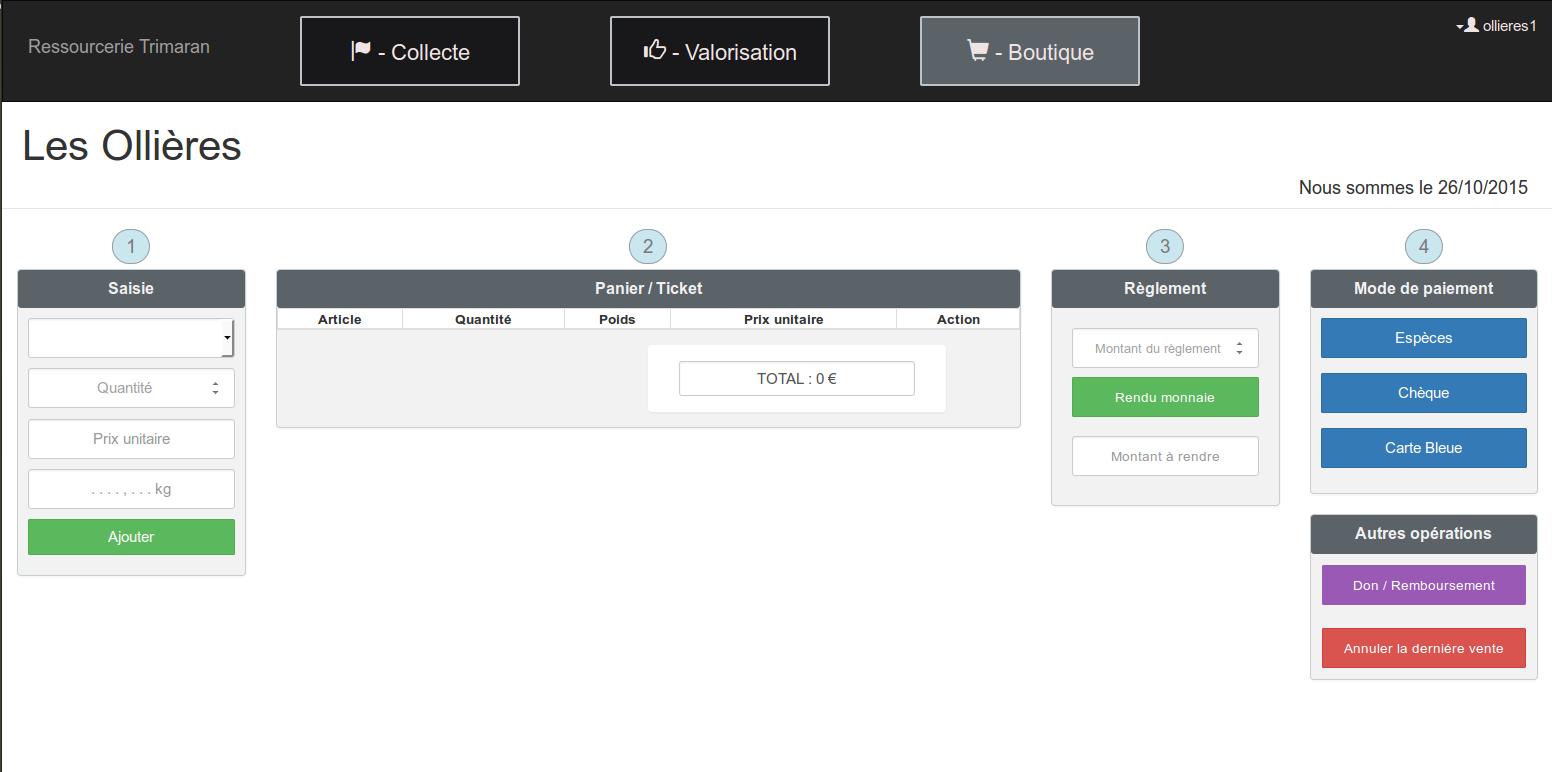 Ressourcerie Trimaran
- Collecte
- Valorisation
- Boutique
ollieres1
Les Ollières
Nous sommes le 26/10/2015
1
Saisie
Quantité
Prix unitaire
. . . . , . . . kg
Ajouter
2
Panier / Ticket
Article Quantité Poids Prix unitaire Action
TOTAL : 0 €
3
Règlement
Montant du règlement
Rendu monnaie
Montant à rendre
4
Mode de paiement
Espèces
Chèque
Carte Bleue
Autres opérations
Don / Remboursement
Annuler la derniére vente